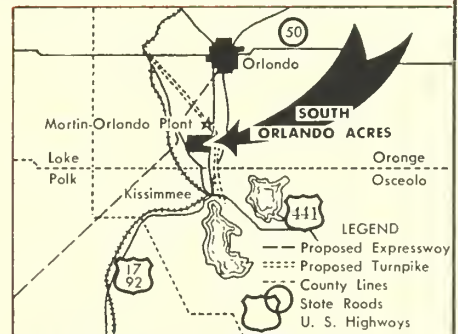 50
Orlando
Martin-Orlando Plant
SOUTH
ORLANDO ACRES
Lake
Polk
Orange
Osceola
Kissimmee
441
17
92
LEGEND
Proposed Expressway
Proposed Turnpike
County Lines
State Roads
U. S. Highways